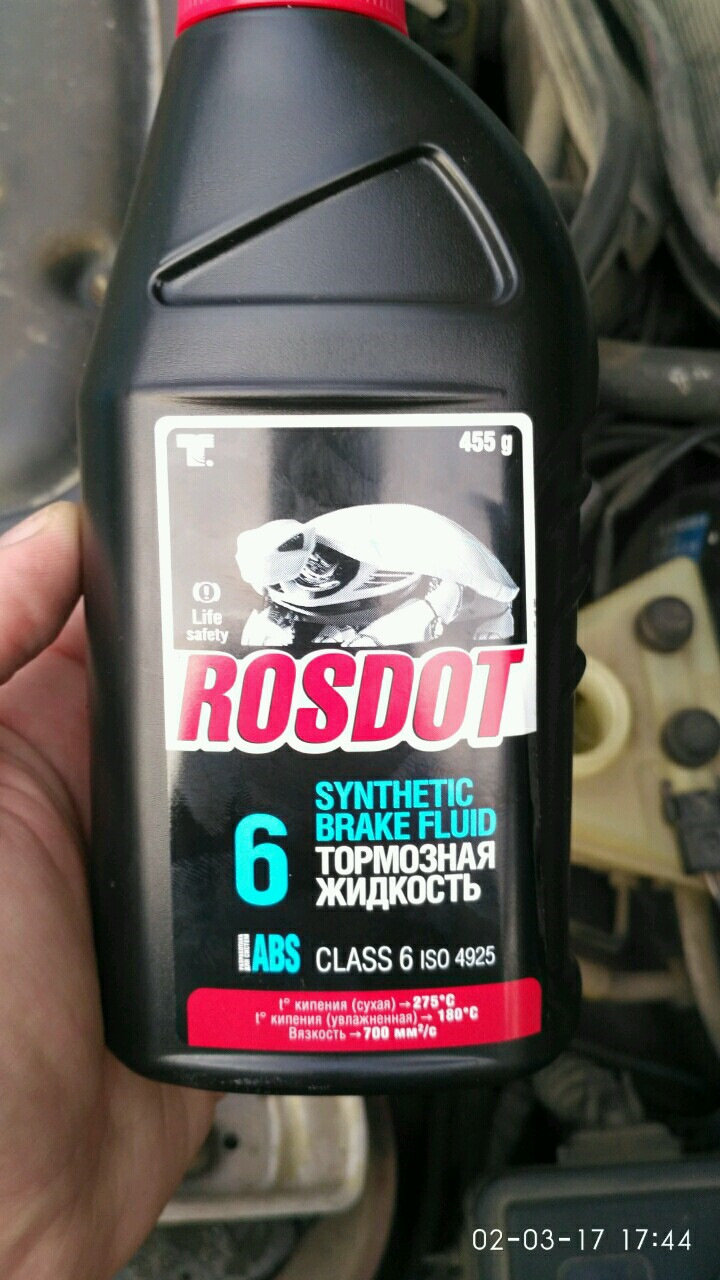 455 g
Life
safety
ROSDOT
6
SYNTHETIC
BRAKE FLUID
ТОРМОЗНАЯ
ЖИДКОСТЬ
ABS
CLASS 6 ISO 4925
t° кипения (сухая) → 275°C
t° кипения (увлажненная) → 180°C
Вязкость → 700 мм²/с
02-03-17 17:44